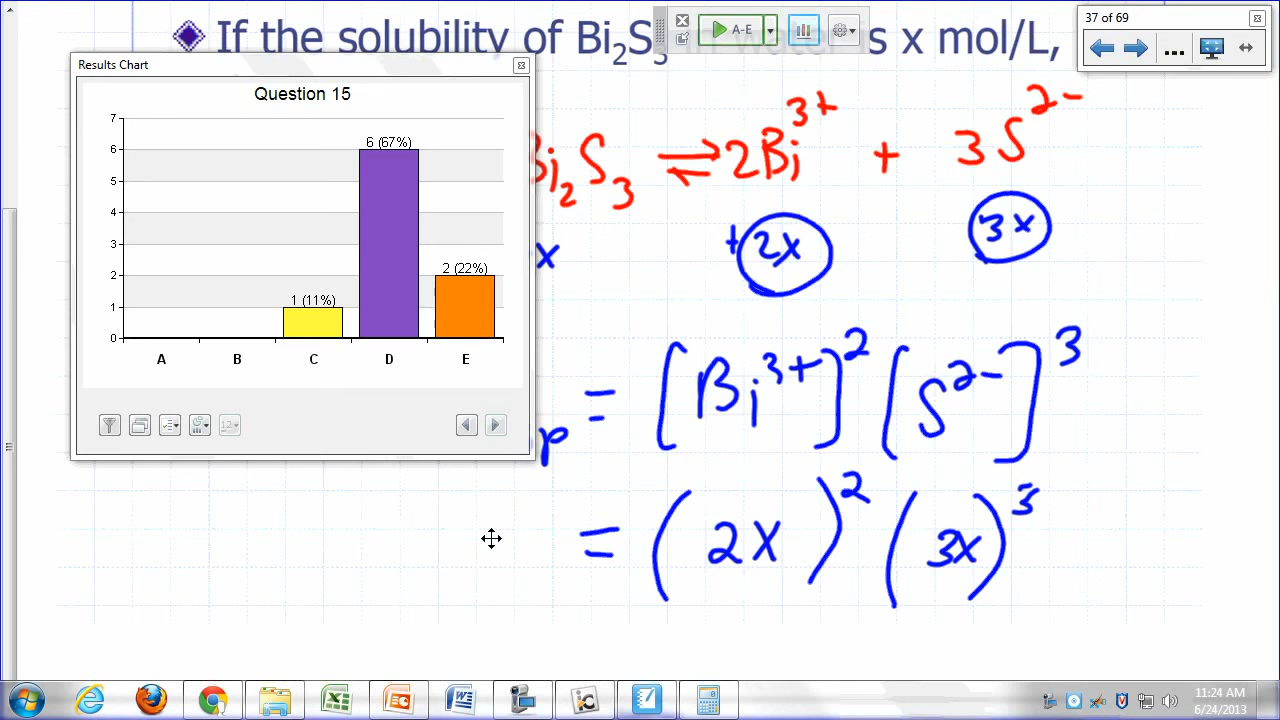 If the solubility of Bi2S3 in water is x mol/L,
A-E
37 of 69
...
Results Chart
Question 15
7
6
5
4
3
2
1
0
6 (67%)
2 (22%)
1 (11%)
A B C D E
12
Bi2S3 ⇌ 2Bi3+ + 3S2-
x +2x 3x
p = [Bi3+]2 [S2-]3
= (2x)2 (3x)3
11:24 AM
6/24/2013